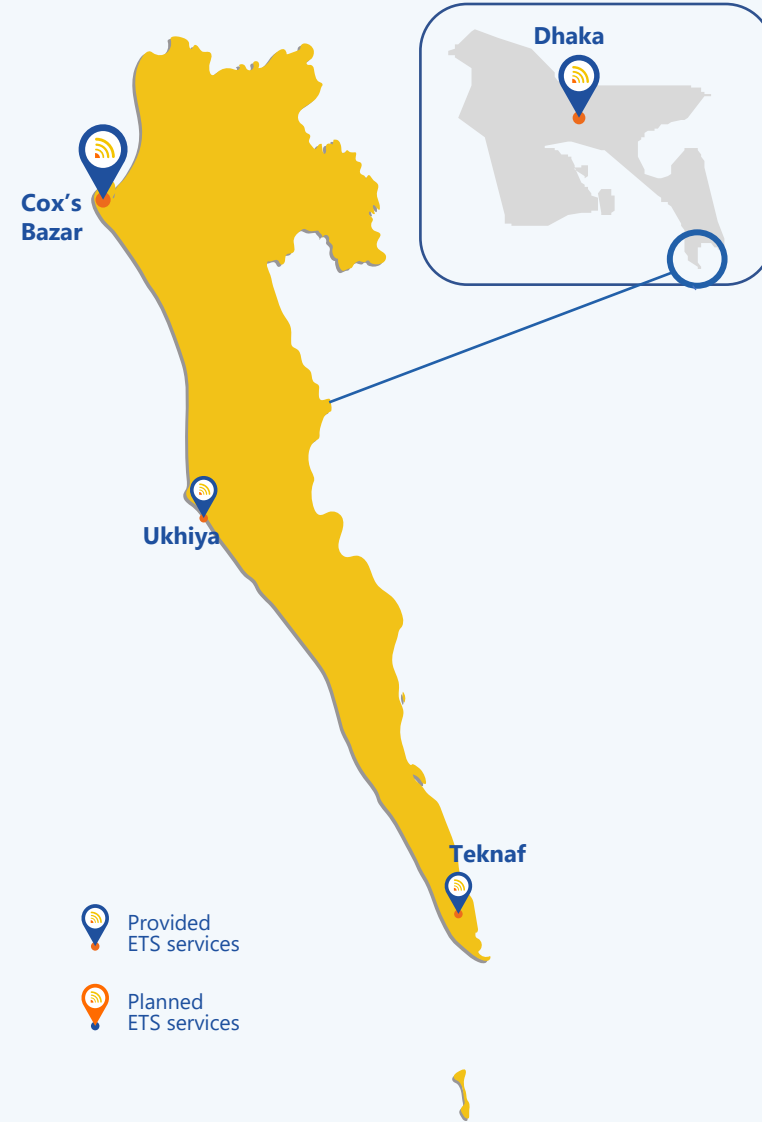 Dhaka
Cox's
Bazar
Ukhiya
Teknaf
Provided
ETS services
Planned
ETS services